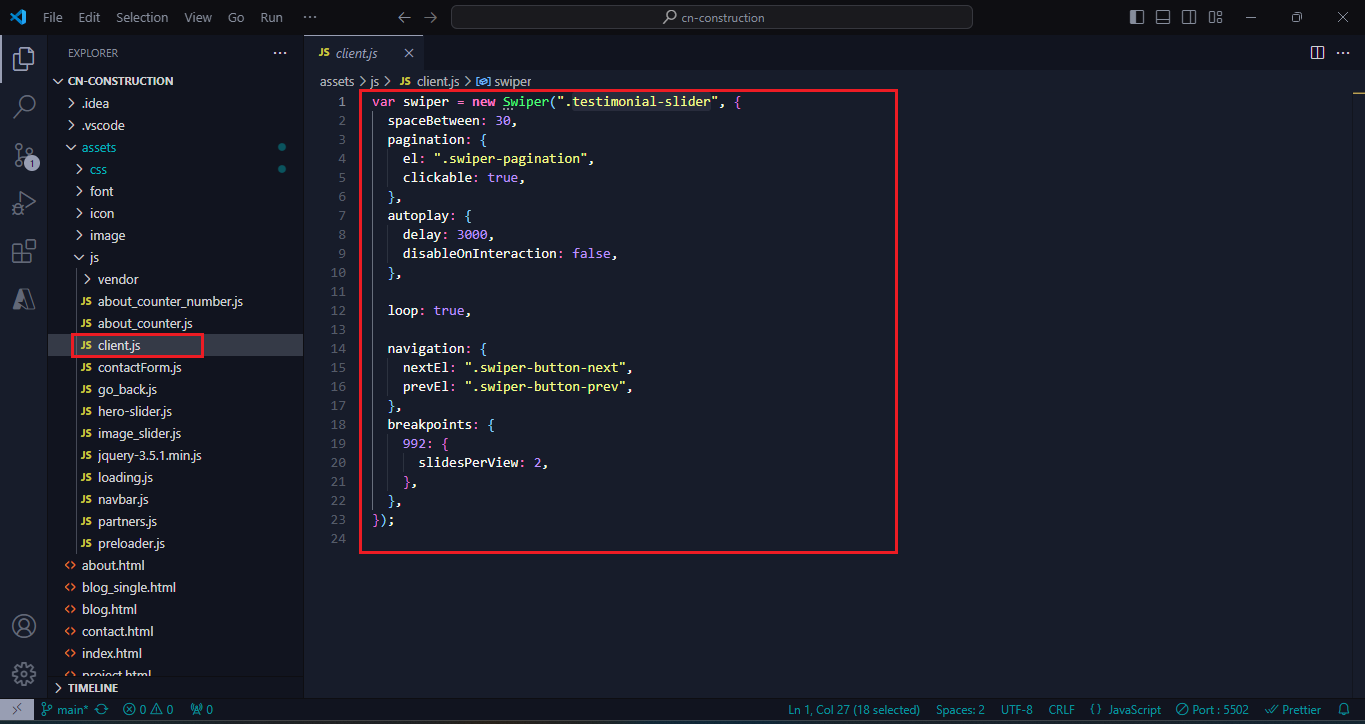 File Edit Selection View Go Run ···
cn-construction
EXPLORER
CN-CONSTRUCTION
.idea
.vscode
assets
css
font
icon
image
js
vendor
JS about_counter_number.js
JS about_counter.js
JS client.js
JS contactForm.js
JS go_back.js
JS hero-slider.js
JS image_slider.js
JS jquery-3.5.1.min.js
JS loading.js
JS navbar.js
JS partners.js
JS preloader.js
<> about.html
<> blog_single.html
<> blog.html
<> contact.html
<> index.html
<> project.html
TIMELINE
1
JS client.js
assets > js > JS client.js > swiper
1 var swiper = new Swiper(".testimonial-slider", {
2 spaceBetween: 30,
3 pagination: {
4 el: ".swiper-pagination",
5 clickable: true,
6 },
7 autoplay: {
8 delay: 3000,
9 disableOnInteraction: false,
10 },
11
12 loop: true,
13
14 navigation: {
15 nextEl: ".swiper-button-next",
16 prevEl: ".swiper-button-prev",
17 },
18 breakpoints: {
19 992: {
20 slidesPerView: 2,
21 },
22 },
23 });
24
main* 0 0 0 Ln 1, Col 27 (18 selected) Spaces: 2 UTF-8 CRLF { } JavaScript Port : 5502 Prettier